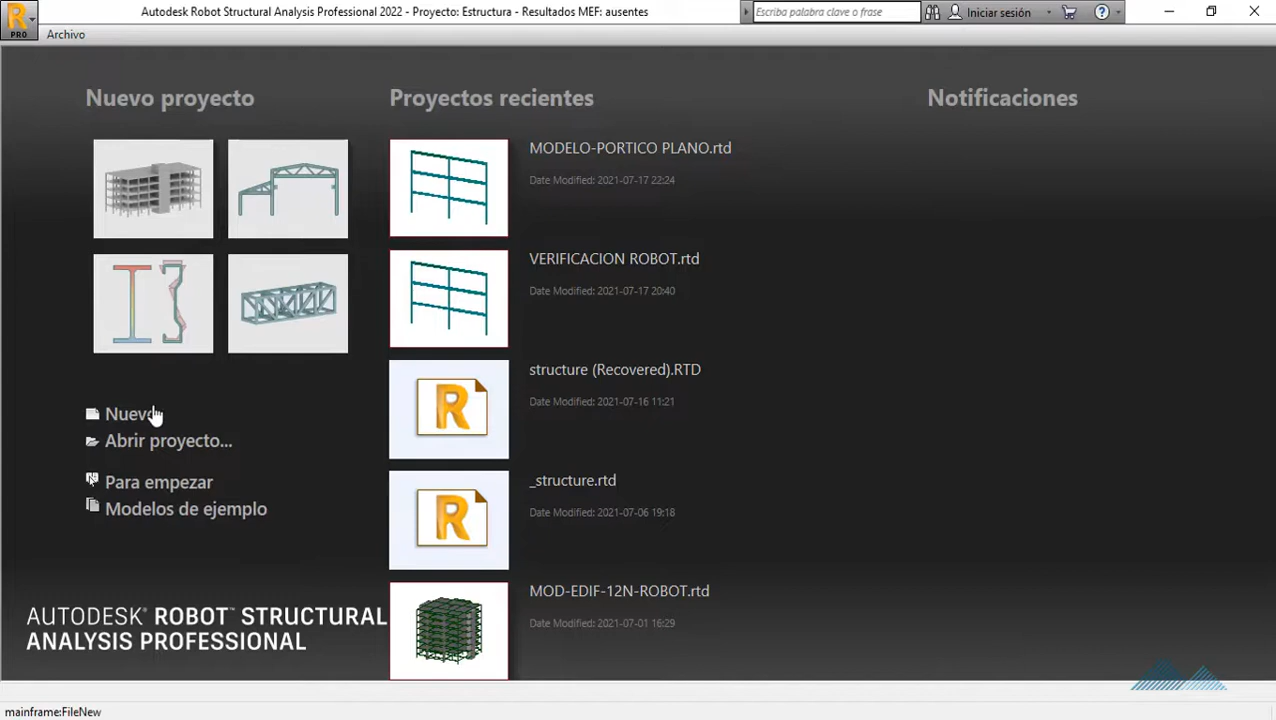 Autodesk Robot Structural Analysis Professional 2022 - Proyecto: Estructura - Resultados MEF: ausentes
Escriba palabra clave o frase
Iniciar sesión
PRO
Archivo
Nuevo proyecto
Proyectos recientes
Notificaciones
MODELO-PORTICO PLANO.rtd
Date Modified: 2021-07-17 22:24
VERIFICACION ROBOT.rtd
Date Modified: 2021-07-17 20:40
structure (Recovered).RTD
Date Modified: 2021-07-16 11:21
Nuevo
Abrir proyecto...
Para empezar
Modelos de ejemplo
_structure.rtd
Date Modified: 2021-07-06 19:18
MOD-EDIF-12N-ROBOT.rtd
Date Modified: 2021-07-01 16:29
AUTODESK® ROBOT™ STRUCTURAL
ANALYSIS PROFESSIONAL
mainframe:FileNew